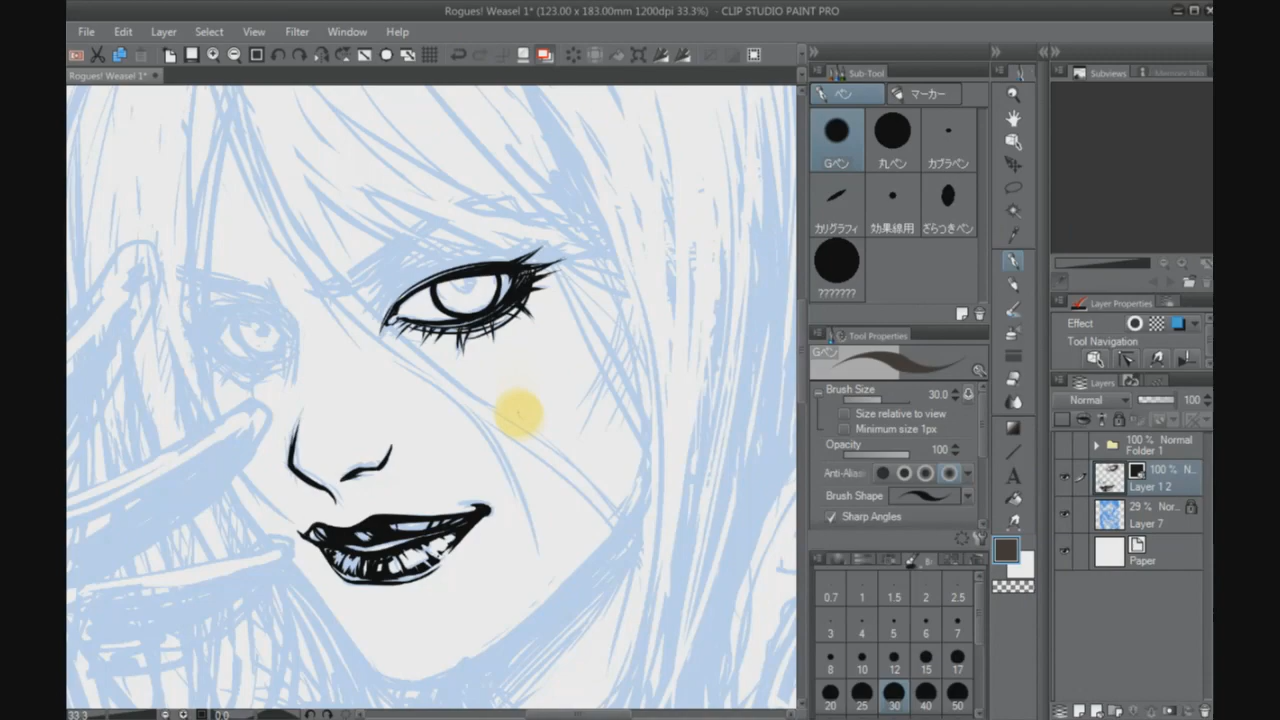 Rogues! Weasel 1* (123.00 x 183.00mm 1200dpi 33.3%) - CLIP STUDIO PAINT PRO
File Edit Layer Select View Filter Window Help
Rogues! Weasel 1*
Sub-Tool
ペン マーカー
Gペン 丸ペン カブラペン
カリグラフィ 効果線用 ざらつきペン
???????
Tool Properties
Gペン
Brush Size 30.0
Size relative to view
Minimum size 1px
Opacity 100
Anti-Alias
Brush Shape
Sharp Angles
0.7 1 1.5 2 2.5
3 4 5 6 7
8 10 12 15 17
20 25 30 40 50
Subviews
Layer Properties
Effect
Tool Navigation
Layers
Normal 100
100 % Normal
Folder 1
100 % N...
Layer 1 2
29 % Nor...
Layer 7
Paper
33.3 0.0